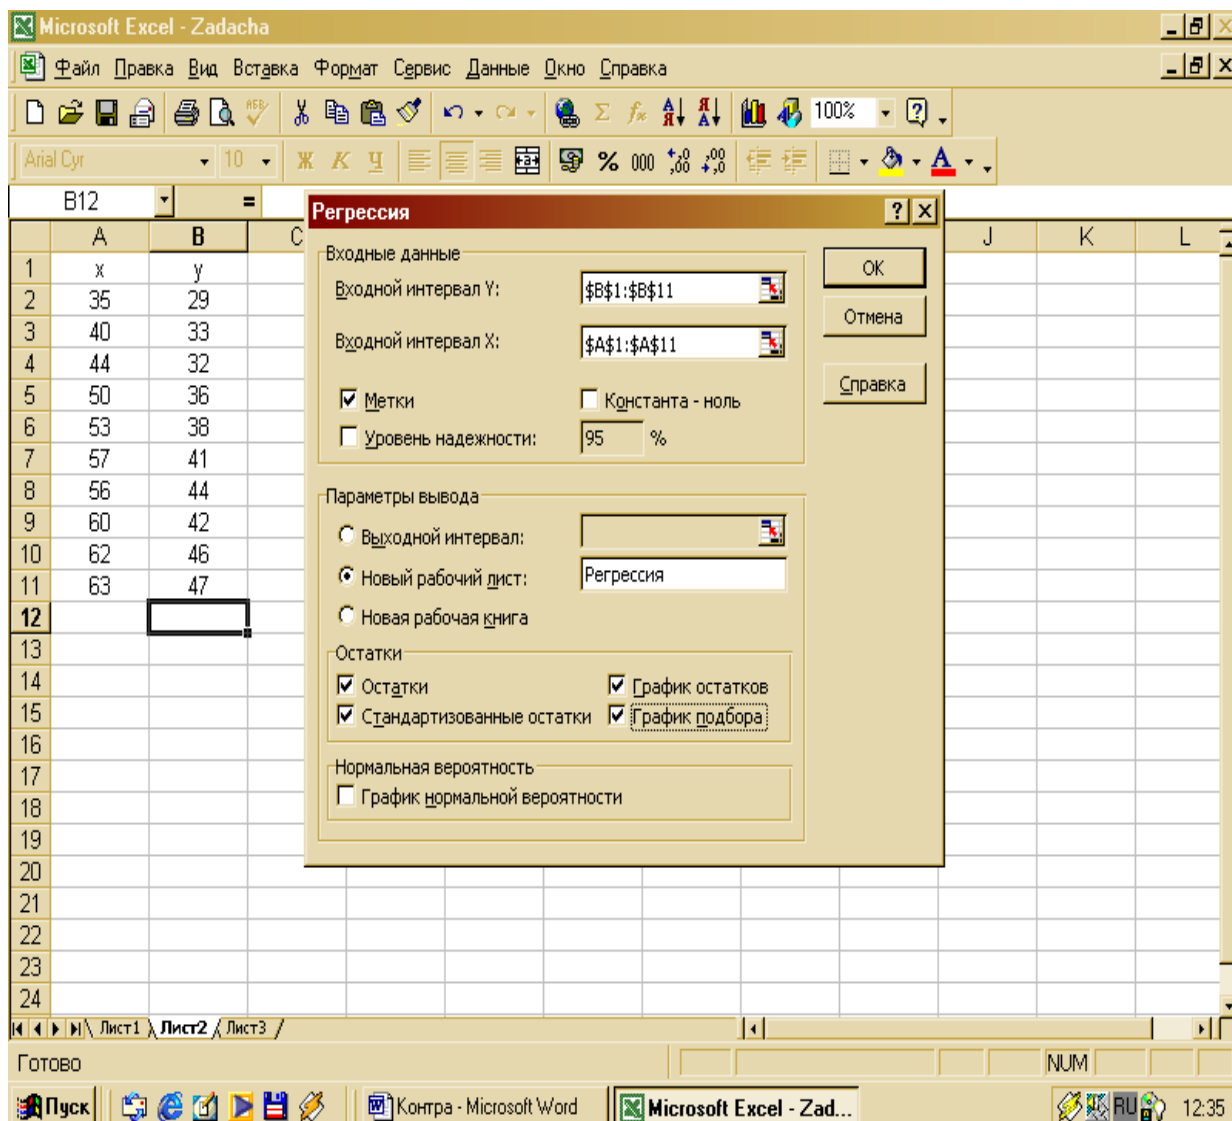 Microsoft Excel - Zadacha
Файл Правка Вид Вставка Формат Сервис Данные Окно Справка
100%
Arial Cyr 10 Ж К Ч % 000
B12 =
A B C J K L
1 x y
2 35 29
3 40 33
4 44 32
5 50 36
6 53 38
7 57 41
8 56 44
9 60 42
10 62 46
11 63 47
12
13
14
15
16
17
18
19
20
21
22
23
24
Регрессия
Входные данные
Входной интервал Y: $B$1:$B$11
Входной интервал X: $A$1:$A$11
Метки Константа - ноль
Уровень надежности: 95 %
OK
Отмена
Справка
Параметры вывода
Выходной интервал:
Новый рабочий лист: Регрессия
Новая рабочая книга
Остатки
Остатки График остатков
Стандартизованные остатки График подбора
Нормальная вероятность
График нормальной вероятности
Лист1 Лист2 Лист3
Готово NUM
Пуск Контра - Microsoft Word Microsoft Excel - Zad... RU 12:35